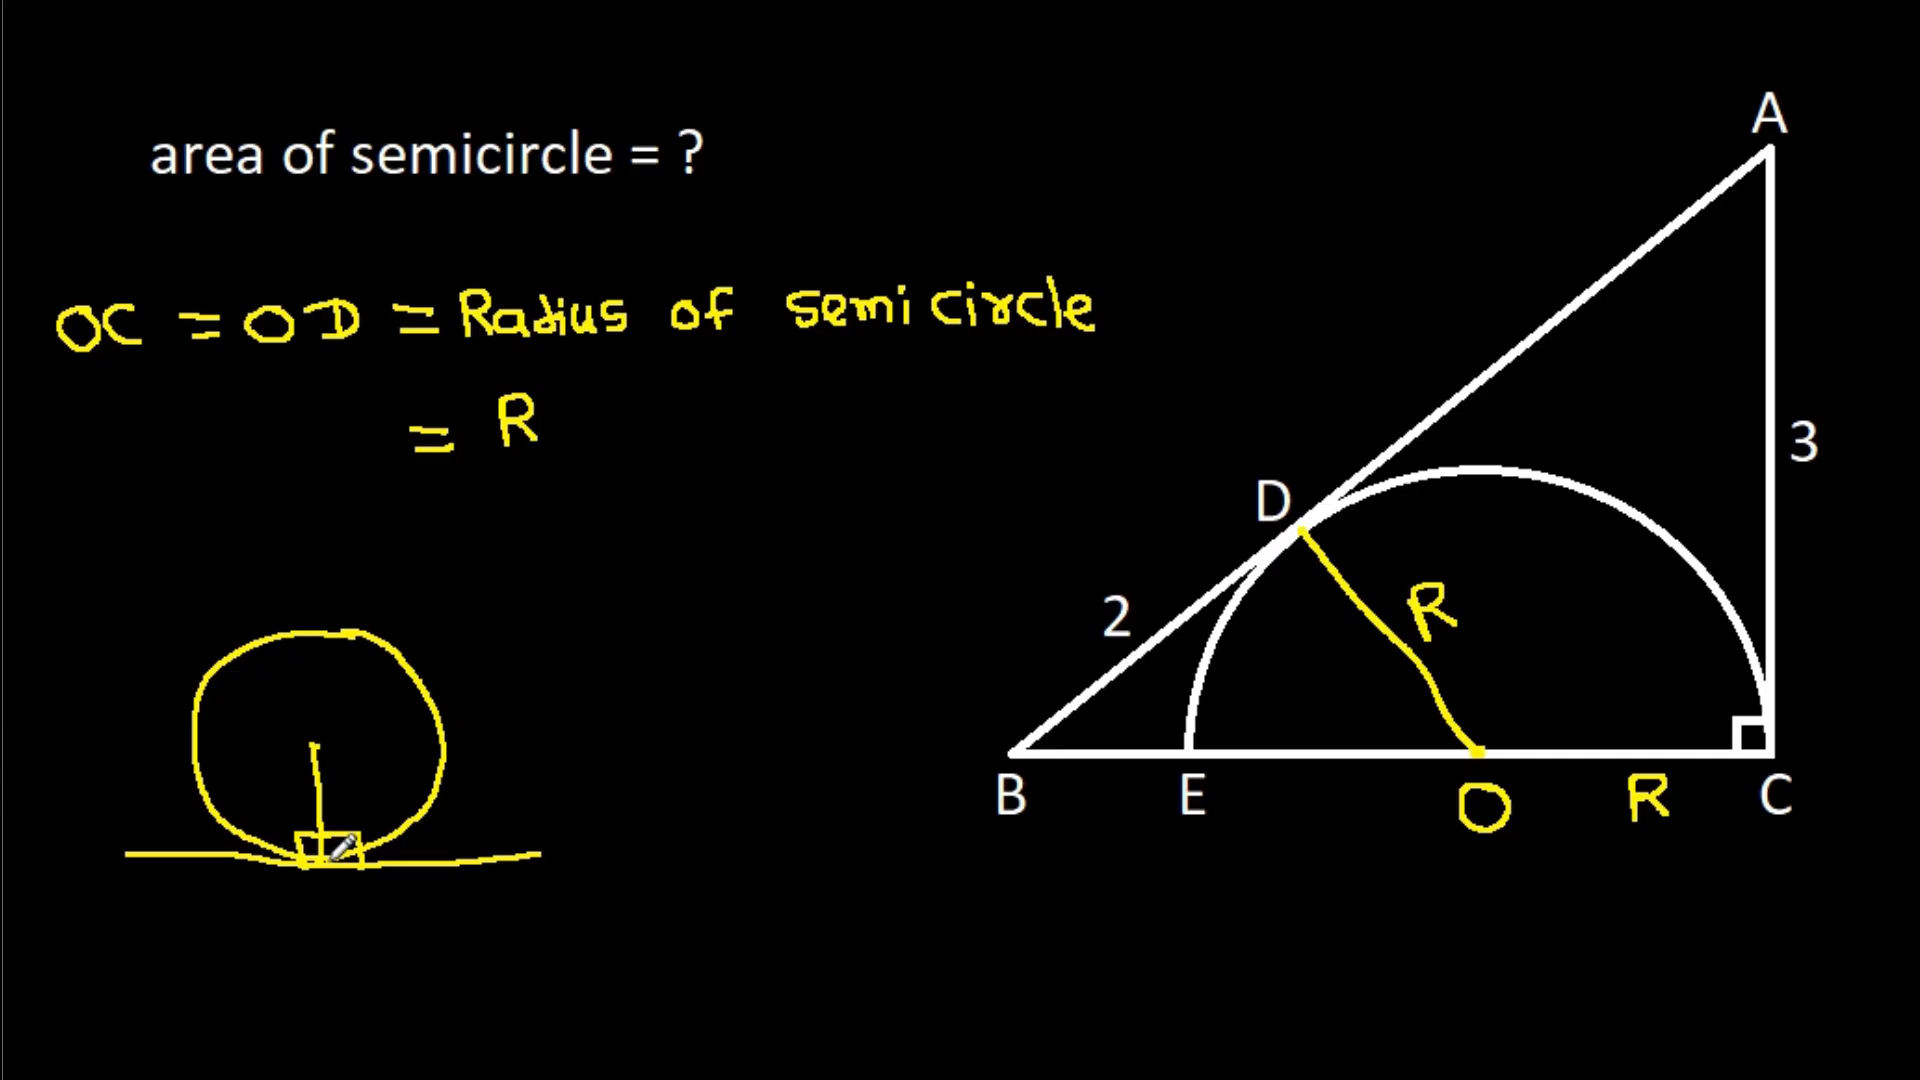 area of semicircle = ?
OC = OD = Radius of semicircle
= R
A
3
D
2
R
B
E
O
R
C